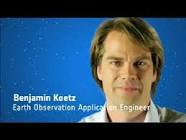 Benjamin Koetz
Earth Observation Application Engineer